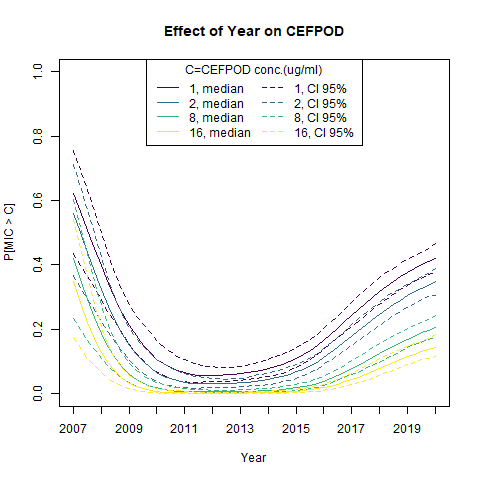 Effect of Year on CEFPOD
C=CEFPOD conc.(ug/ml)
1, median 1, CI 95%
2, median 2, CI 95%
8, median 8, CI 95%
16, median 16, CI 95%
P[MIC > C]
1.0
0.8
0.6
0.4
0.2
0.0
2007 2009 2011 2013 2015 2017 2019
Year